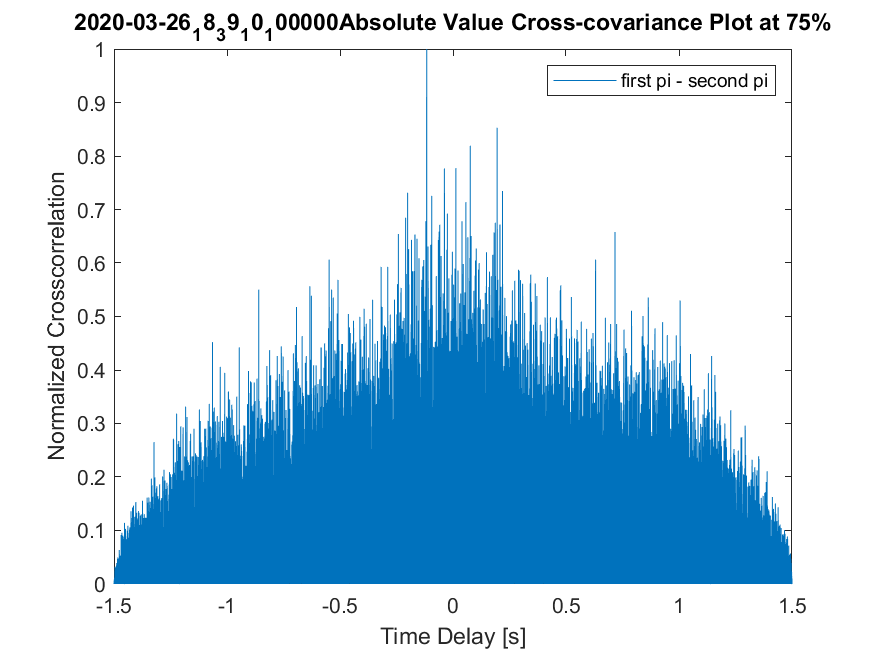 2020-03-26₁8₃9₁0₁00000Absolute Value Cross-covariance Plot at 75%
first pi - second pi
Normalized Crosscorrelation
1
0.9
0.8
0.7
0.6
0.5
0.4
0.3
0.2
0.1
0
-1.5 -1 -0.5 0 0.5 1 1.5
Time Delay [s]